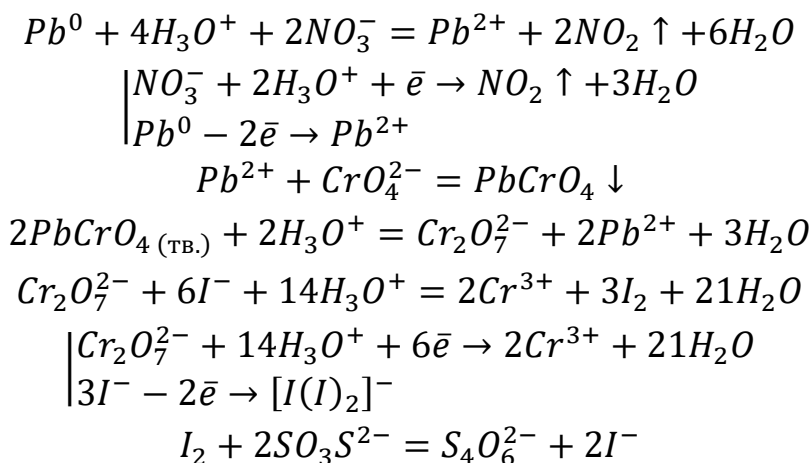 Pb⁰ + 4H₃O⁺ + 2NO₃⁻ = Pb²⁺ + 2NO₂ ↑ +6H₂O
|NO₃⁻ + 2H₃O⁺ + ē → NO₂ ↑ +3H₂O
|Pb⁰ − 2ē → Pb²⁺
Pb²⁺ + CrO₄²⁻ = PbCrO₄ ↓
2PbCrO₄ (тв.) + 2H₃O⁺ = Cr₂O₇²⁻ + 2Pb²⁺ + 3H₂O
Cr₂O₇²⁻ + 6I⁻ + 14H₃O⁺ = 2Cr³⁺ + 3I₂ + 21H₂O
|Cr₂O₇²⁻ + 14H₃O⁺ + 6ē → 2Cr³⁺ + 21H₂O
|3I⁻ − 2ē → [I(I)₂]⁻
I₂ + 2SO₃S²⁻ = S₄O₆²⁻ + 2I⁻